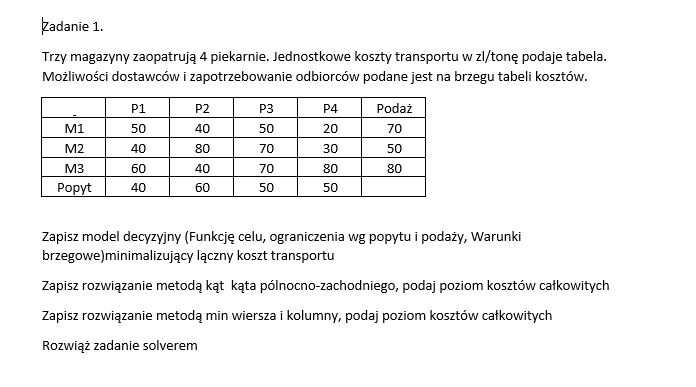 Zadanie 1.
Trzy magazyny zaopatrują 4 piekarnie. Jednostkowe koszty transportu w zl/tonę podaje tabela.
Możliwości dostawców i zapotrzebowanie odbiorców podane jest na brzegu tabeli kosztów.
- P1 P2 P3 P4 Podaż
M1 50 40 50 20 70
M2 40 80 70 30 50
M3 60 40 70 80 80
Popyt 40 60 50 50
Zapisz model decyzyjny (Funkcję celu, ograniczenia wg popytu i podaży, Warunki
brzegowe)minimalizujący lączny koszt transportu
Zapisz rozwiązanie metodą kąt kąta pólnocno-zachodniego, podaj poziom kosztów całkowitych
Zapisz rozwiązanie metodą min wiersza i kolumny, podaj poziom kosztów całkowitych
Rozwiąż zadanie solverem